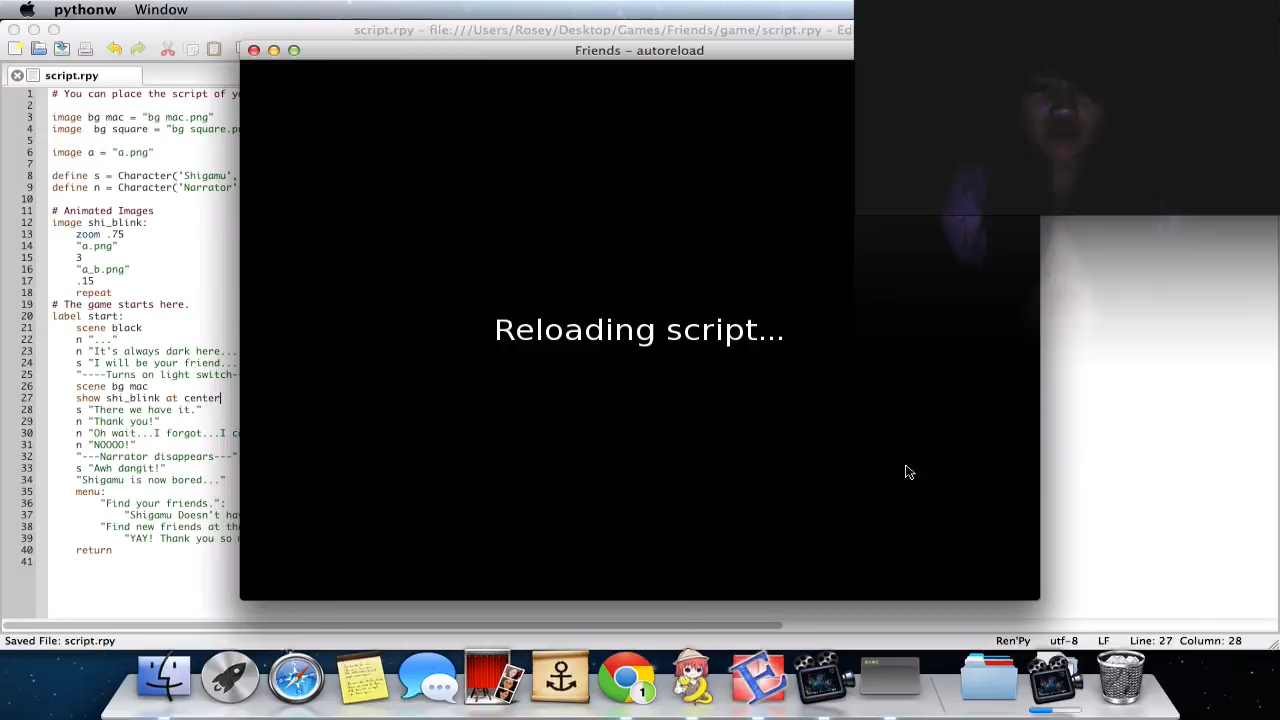 pythonw Window
script.rpy - file:///Users/Rosey/Desktop/Games/Friends/game/script.rpy - Ed
Friends - autoreload
script.rpy
1 # You can place the script of
2
3 image bg mac = "bg mac.png"
4 image  bg square = "bg square.
5
6 image a = "a.png"
7
8 define s = Character('Shigamu',
9 define n = Character('Narrator'
10
11 # Animated Images
12 image shi_blink:
13 zoom .75
14 "a.png"
15 3
16 "a_b.png"
17 .15
18 repeat
19 # The game starts here.
20 label start:
21 scene black
22 n "..."
23 n "It's always dark here...
24 s "I will be your friend...
25 "----Turns on light switch-
26 scene bg mac
27 show shi_blink at center
28 s "There we have it."
29 n "Thank you!"
30 n "Oh wait...I forgot...I
31 n "NOOOO!"
32 "---Narrator disappears---"
33 s "Awh dangit!"
34 "Shigamu is now bored..."
35 menu:
36 "Find your friends.":
37 "Shigamu Doesn't
38 "Find new friends at
39 "YAY! Thank you so
40 return
41
Reloading script...
Saved File: script.rpy
Ren'Py utf-8 LF Line: 27 Column: 28
1